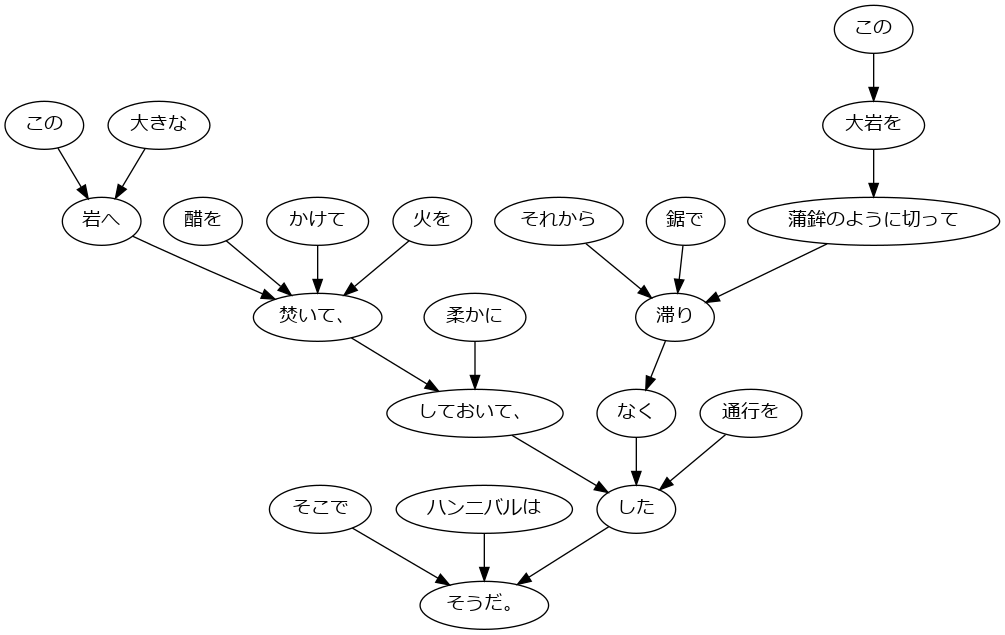 この
この
大きな
大岩を
岩へ
醋を
かけて
火を
それから
鋸で
蒲鉾のように切って
焚いて、
柔かに
滞り
しておいて、
なく
通行を
そこで
ハンニバルは
した
そうだ。